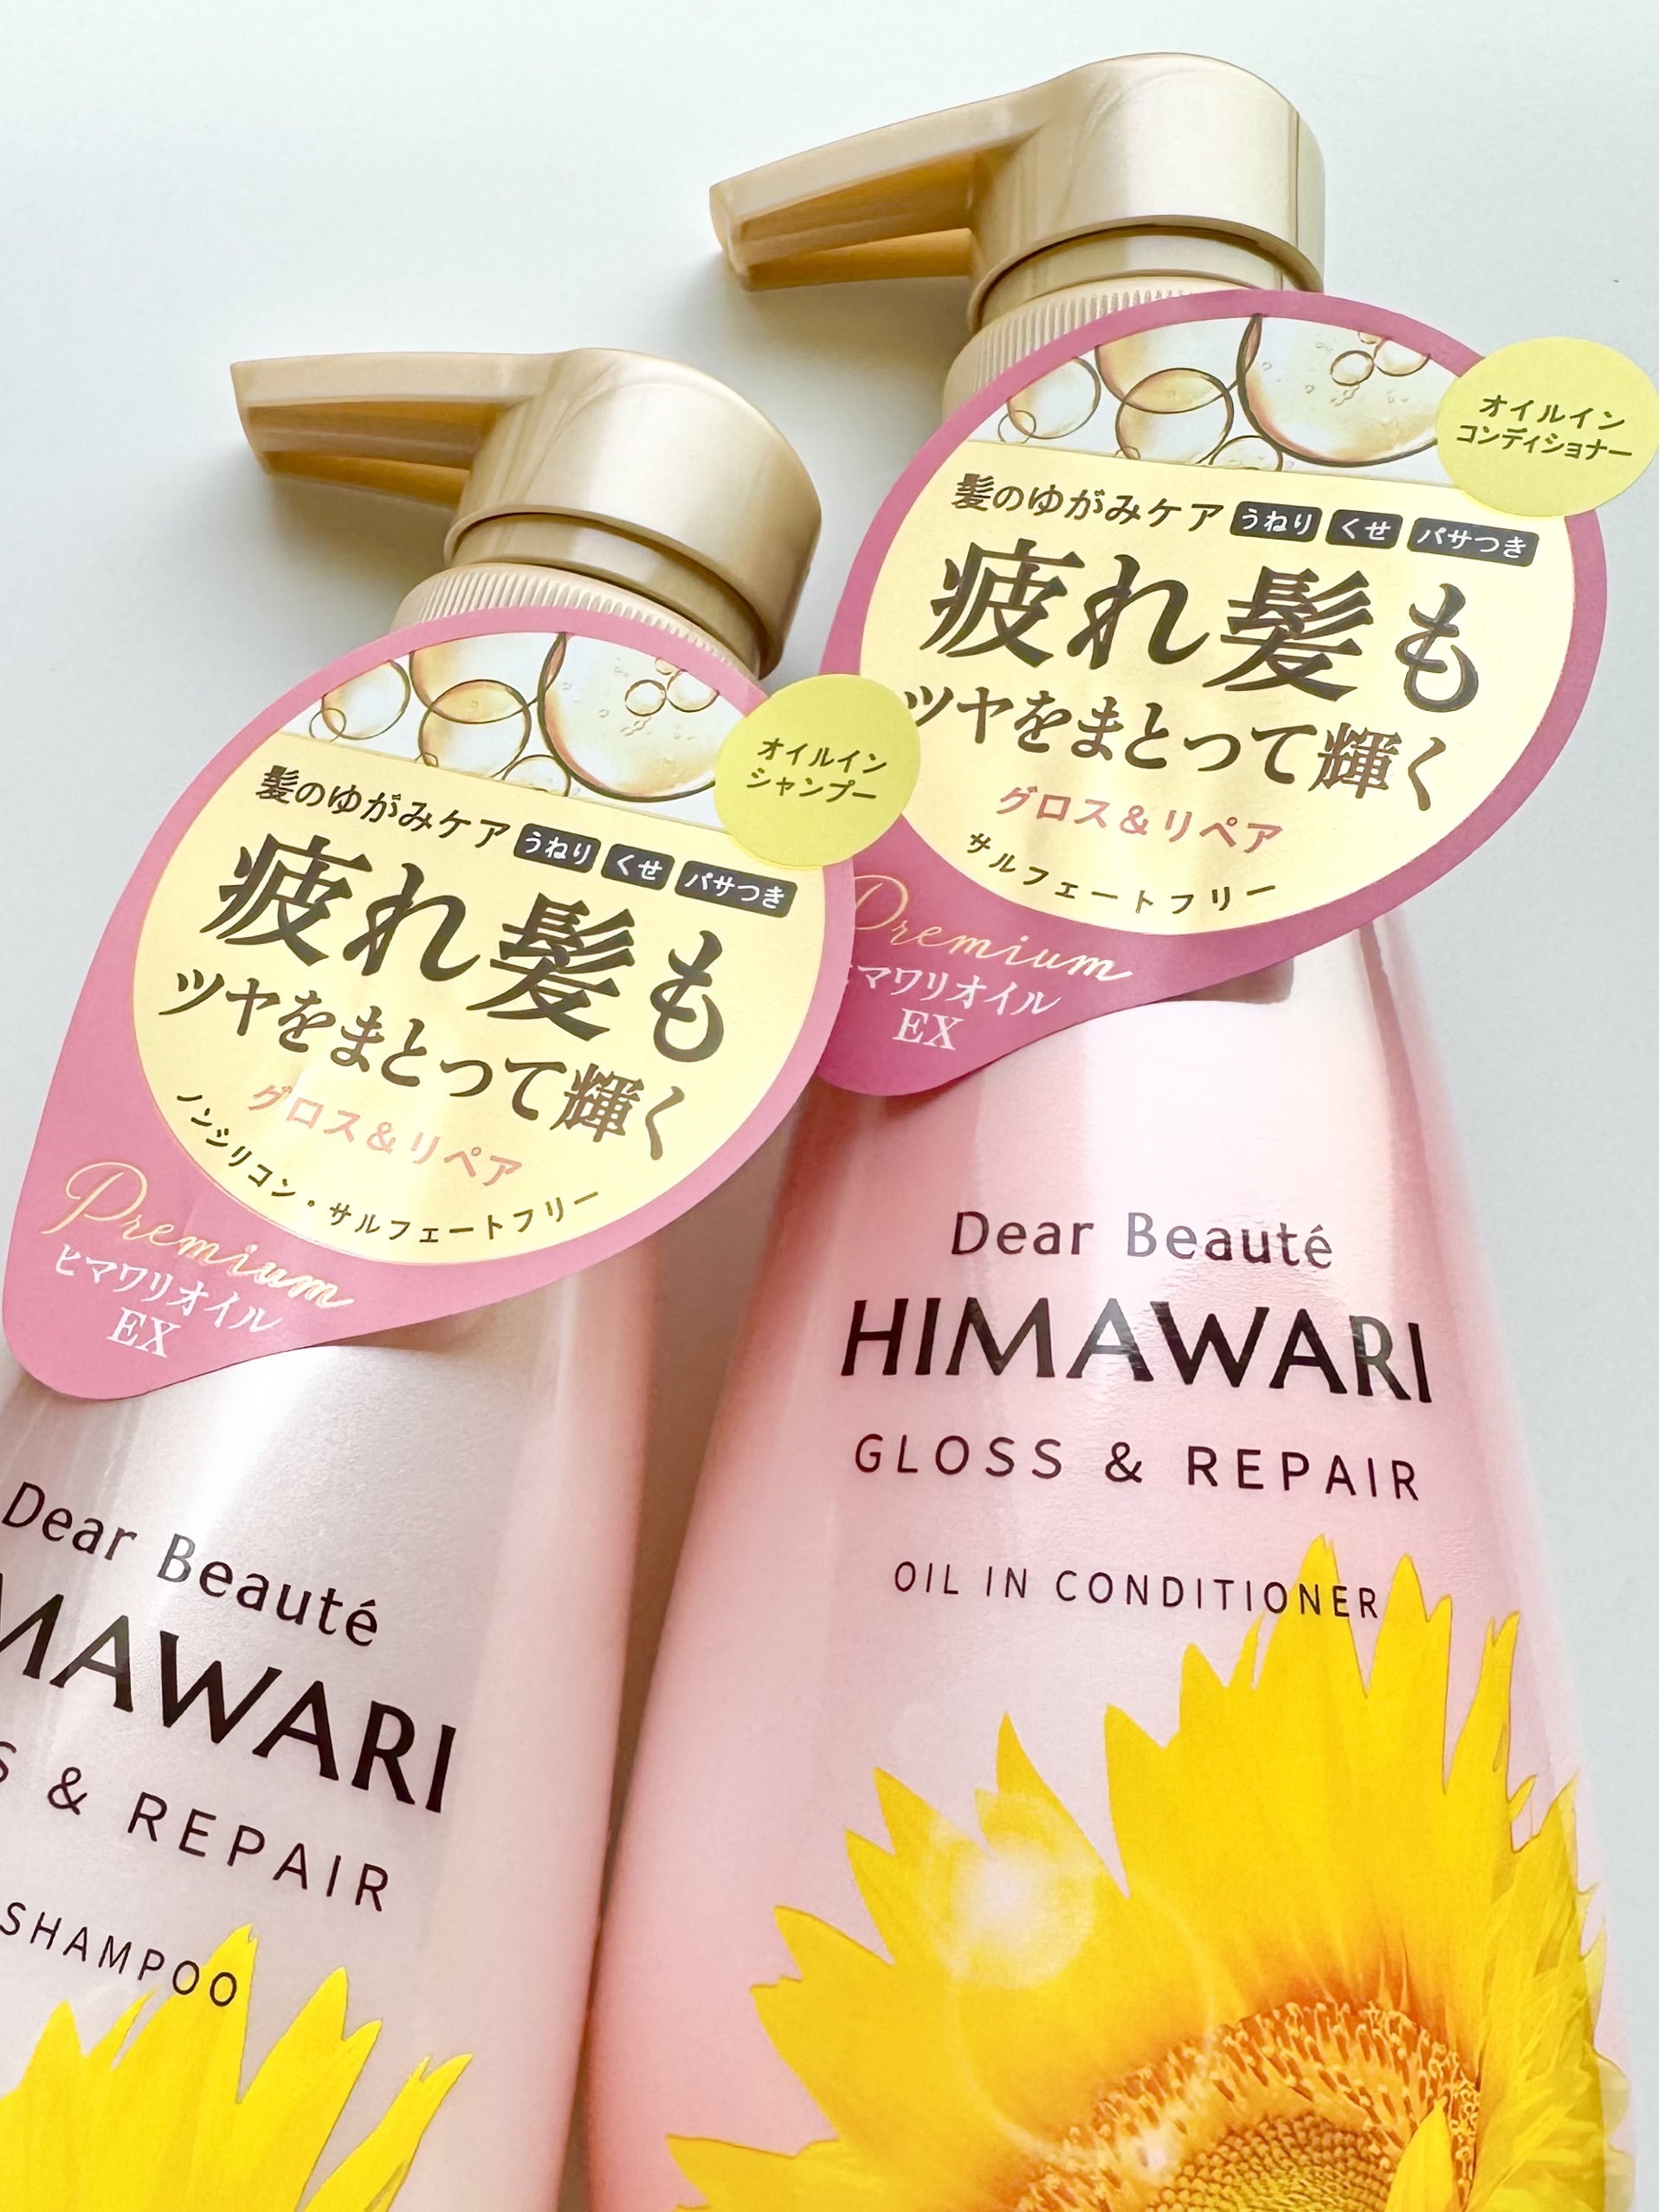 オイルイン
シャンプー
髪のゆがみケア うねり くせ パサつき
疲れ髪も
ツヤをまとって輝く
グロス&リペア
ノンシリコン・サルフェートフリー
Premium
ヒマワリオイル
EX
Dear Beauté
MAWARI
S & REPAIR
SHAMPOO
オイルイン
コンディショナー
髪のゆがみケア うねり くせ パサつき
疲れ髪も
ツヤをまとって輝く
グロス&リペア
サルフェートフリー
Premium
ヒマワリオイル
EX
Dear Beauté
HIMAWARI
GLOSS & REPAIR
OIL IN CONDITIONER